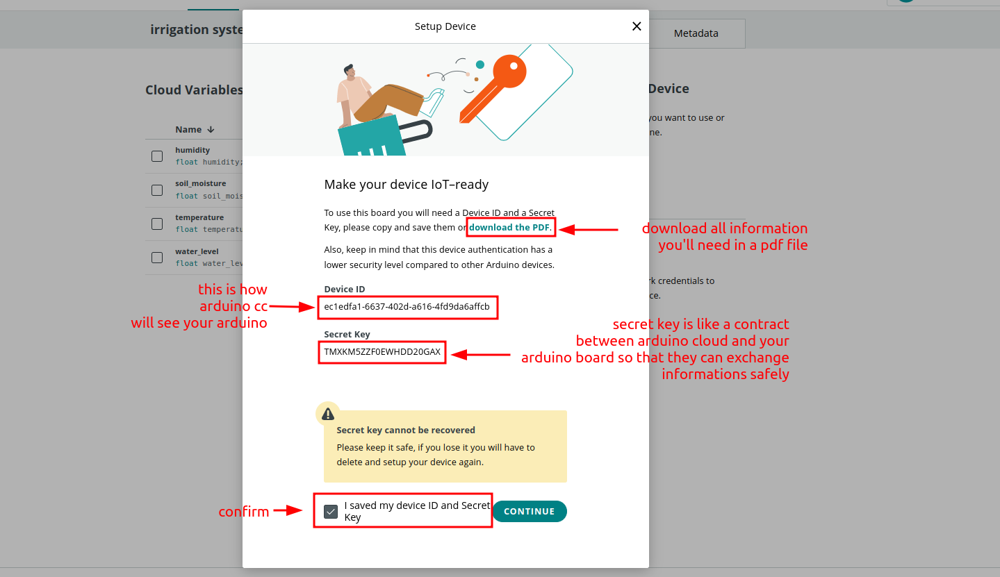 Setup Device
irrigation syste
Metadata
Cloud Variables
Device
you want to use or
ne.
Name
humidity
float humidity;
soil_moisture
float soil_mois
temperature
float temperatu
water_level
float water_lev
Make your device IoT–ready
To use this board you will need a Device ID and a Secret
Key, please copy and save them or download the PDF.
download all information
you'll need in a pdf file
Also, keep in mind that this device authentication has a
lower security level compared to other Arduino devices.
rk credentials to
ce.
Device ID
ec1edfa1-6637-402d-a616-4fd9da6affcb
this is how
arduino cc
will see your arduino
Secret Key
TMXKM5ZZF0EWHDD20GAX
secret key is like a contract
between arduino cloud and your
arduino board so that they can exchange
informations safely
Secret key cannot be recovered
Please keep it safe, if you lose it you will have to
delete and setup your device again.
confirm
I saved my device ID and Secret
Key
CONTINUE